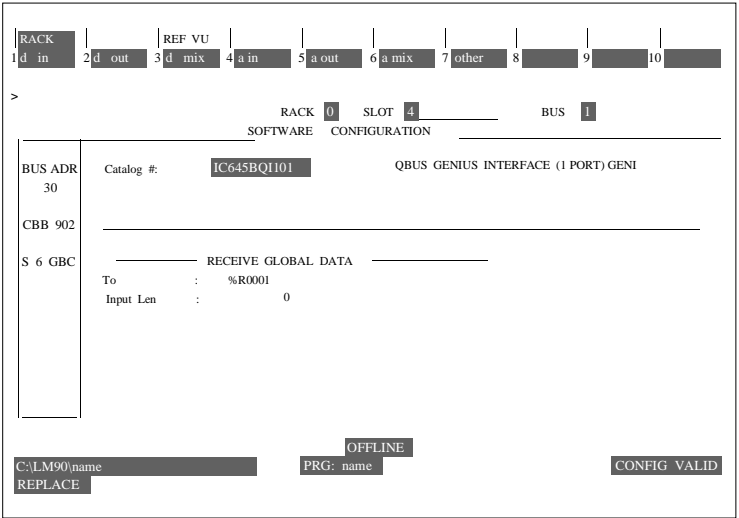 RACK REF VU
1 d in 2 d out 3 d mix 4 a in 5 a out 6 a mix 7 other 8 9 10
>
RACK 0 SLOT 4 BUS 1
SOFTWARE CONFIGURATION
BUS ADR Catalog #: IC645BQI101 QBUS GENIUS INTERFACE (1 PORT) GENI
30
CBB 902
S 6 GBC RECEIVE GLOBAL DATA
To : %R0001
Input Len : 0
OFFLINE
C:\LM90\name PRG: name CONFIG VALID
REPLACE